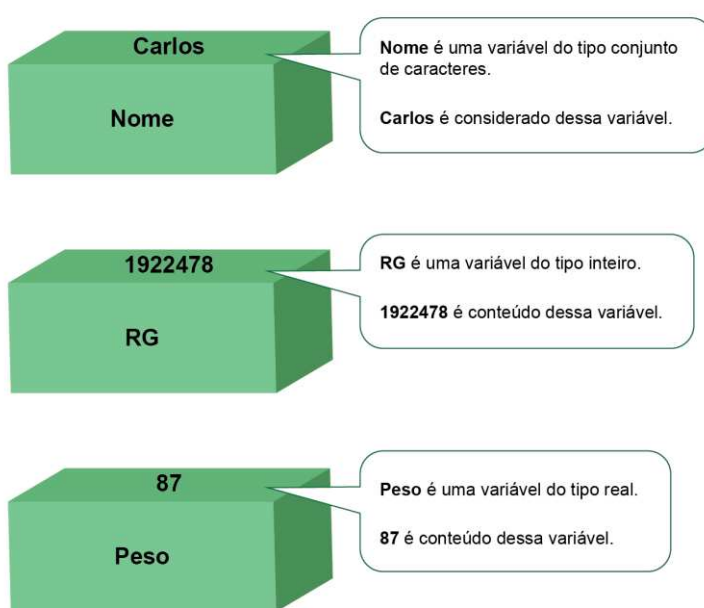 Carlos
Nome
Nome é uma variável do tipo conjunto
de caracteres.
Carlos é considerado dessa variável.
1922478
RG
RG é uma variável do tipo inteiro.
1922478 é conteúdo dessa variável.
87
Peso
Peso é uma variável do tipo real.
87 é conteúdo dessa variável.